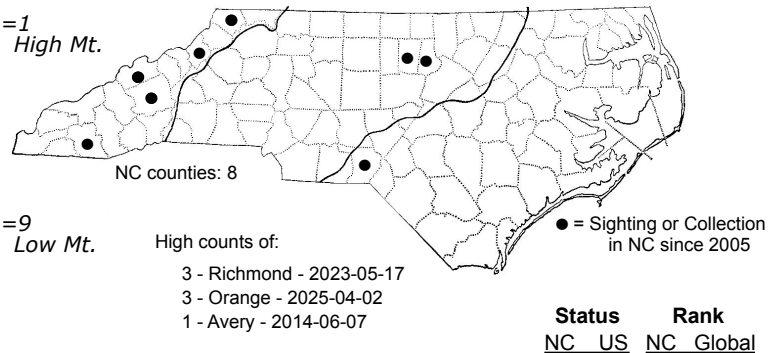 =1
High Mt.
NC counties: 8
=9
Low Mt.
High counts of:
3 - Richmond - 2023-05-17
3 - Orange - 2025-04-02
1 - Avery - 2014-06-07
● = Sighting or Collection
in NC since 2005
Status Rank
NC US NC Global